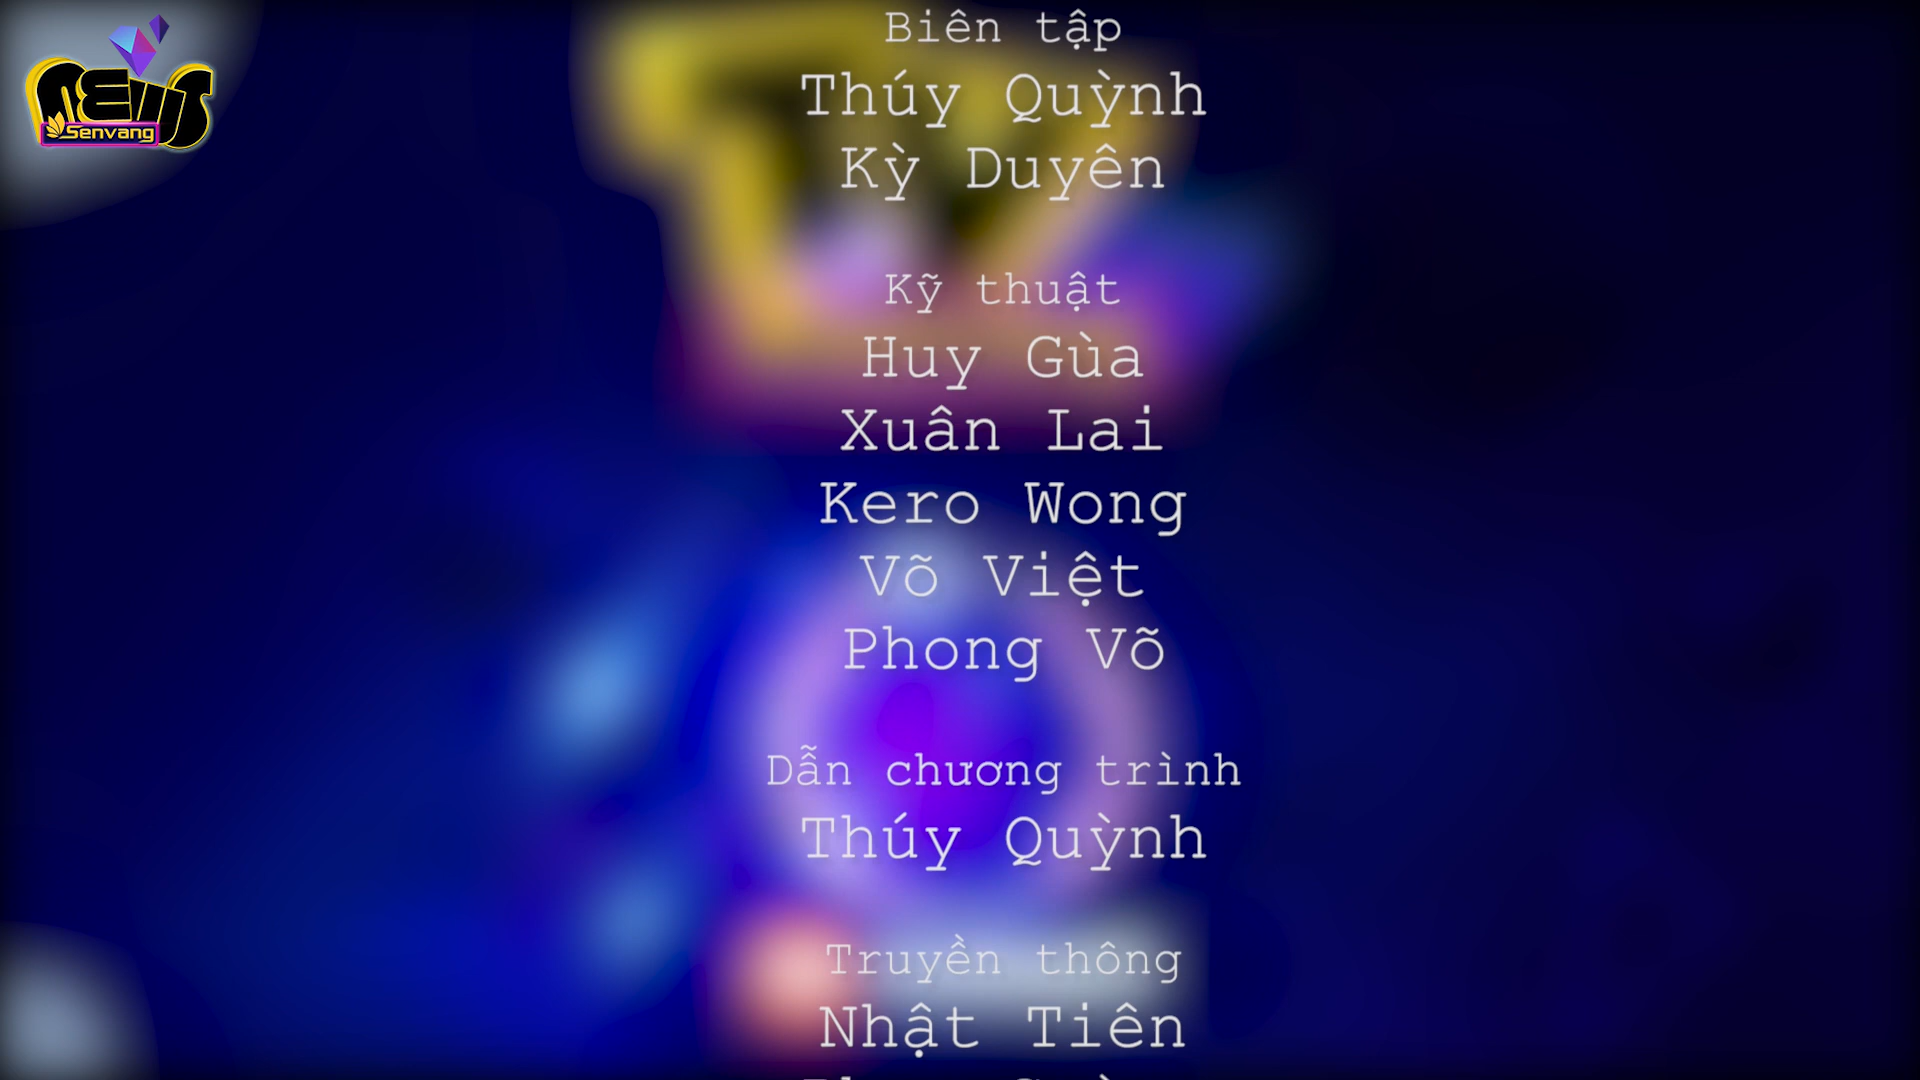 NEWS
Senvang
Biên tập
Thúy Quỳnh
Kỳ Duyên
Kỹ thuật
Huy Gùa
Xuân Lai
Kero Wong
Võ Việt
Phong Võ
Dẫn chương trình
Thúy Quỳnh
Truyền thông
Nhật Tiên